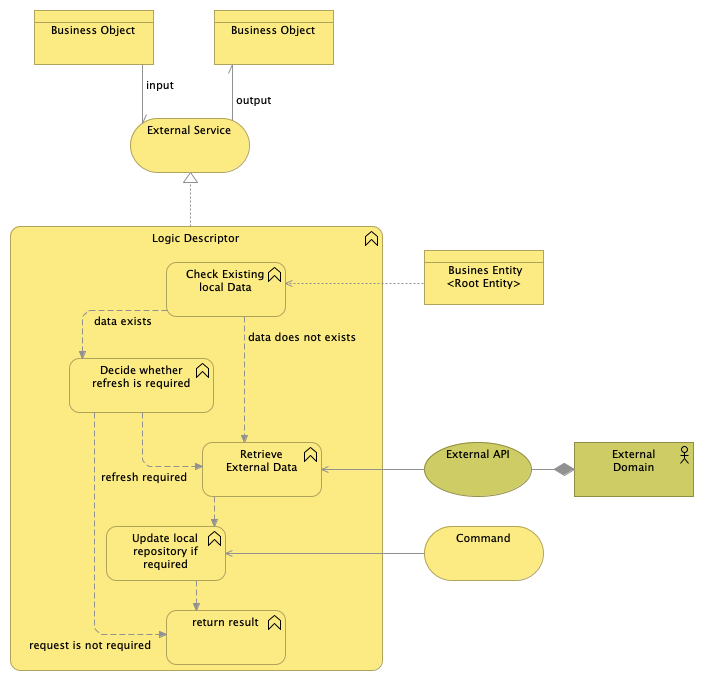 Business Object
Business Object
input
output
External Service
Logic Descriptor
Check Existing
local Data
Busines Entity
<Root Entity>
data exists
data does not exists
Decide whether
refresh is required
Retrieve
External Data
External API
External
Domain
refresh required
Update local
repository if
required
Command
return result
request is not required